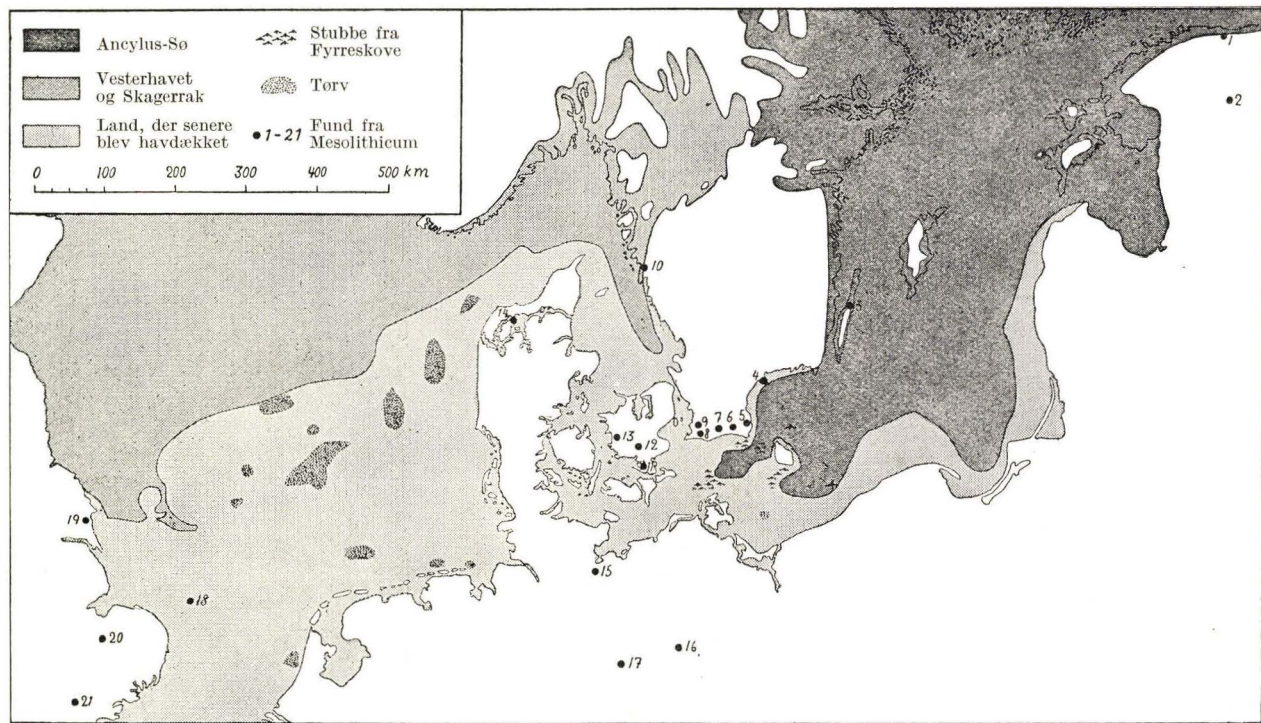 Ancylus-Sø
Vesterhavet
og Skagerrak
Land, der senere
blev havdækket
Stubbe fra
Fyrreskove
Tørv
1-21 Fund fra
Mesolithicum
0 100 200 300 400 500 km
1
2
10
14
3
4
9 7 6 5
8
13
12
11
19
15
18
20
16
17
21